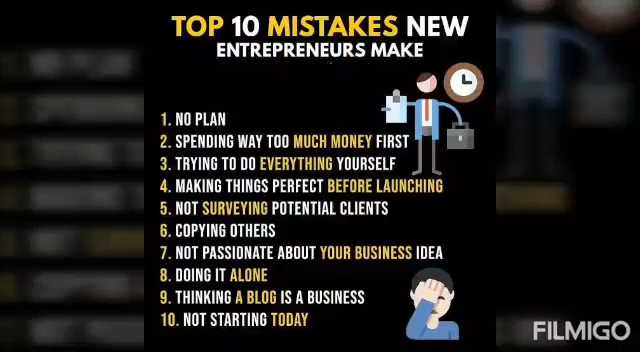 TOP 10 MISTAKES NEW
ENTREPRENEURS MAKE
1. NO PLAN
2. SPENDING WAY TOO MUCH MONEY FIRST
3. TRYING TO DO EVERYTHING YOURSELF
4. MAKING THINGS PERFECT BEFORE LAUNCHING
5. NOT SURVEYING POTENTIAL CLIENTS
6. COPYING OTHERS
7. NOT PASSIONATE ABOUT YOUR BUSINESS IDEA
8. DOING IT ALONE
9. THINKING A BLOG IS A BUSINESS
10. NOT STARTING TODAY
FILMIGO